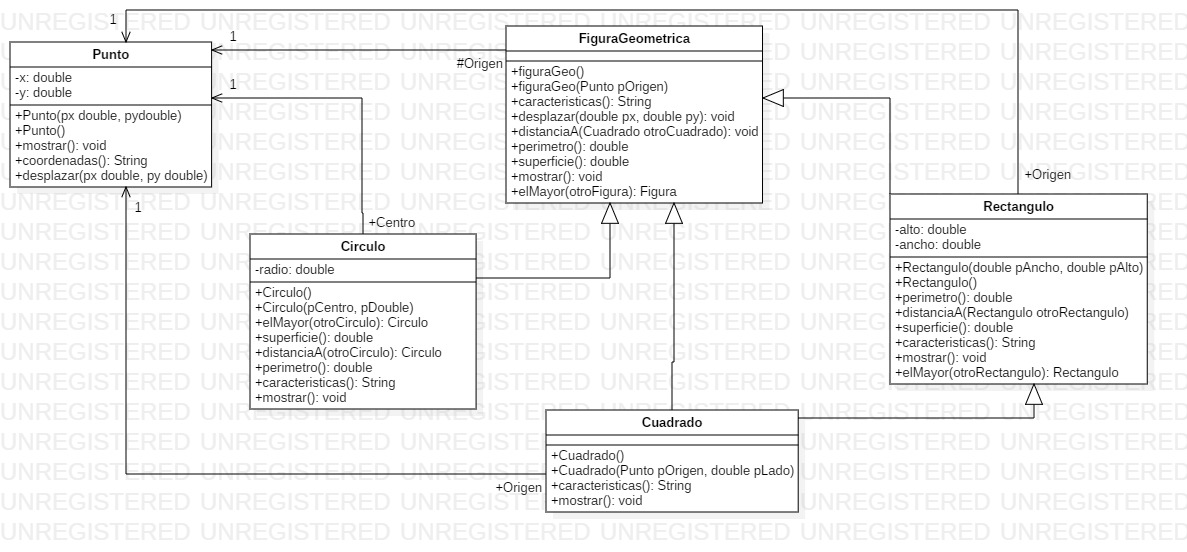 1
Punto
-x: double
-y: double
+Punto(px double, pydouble)
+Punto()
+mostrar(): void
+coordenadas(): String
+desplazar(px double, py double)
1
1
1
#Origen
FiguraGeometrica
+figuraGeo()
+figuraGeo(Punto pOrigen)
+caracteristicas(): String
+desplazar(double px, double py): void
+distanciaA(Cuadrado otroCuadrado): void
+perimetro(): double
+superficie(): double
+mostrar(): void
+elMayor(otroFigura): Figura
+Origen
Rectangulo
-alto: double
-ancho: double
+Rectangulo(double pAncho, double pAlto)
+Rectangulo()
+perimetro(): double
+distanciaA(Rectangulo otroRectangulo)
+superficie(): double
+caracteristicas(): String
+mostrar(): void
+elMayor(otroRectangulo): Rectangulo
+Centro
Circulo
-radio: double
+Circulo()
+Circulo(pCentro, pDouble)
+elMayor(otroCirculo): Circulo
+superficie(): double
+distanciaA(otroCirculo): Circulo
+perimetro(): double
+caracteristicas(): String
+mostrar(): void
Cuadrado
+Cuadrado()
+Cuadrado(Punto pOrigen, double pLado)
+caracteristicas(): String
+mostrar(): void
+Origen
UNREGISTERED UNREGISTERED UNREGISTERED UNREGISTERED UNREGISTERED UNREGISTERED